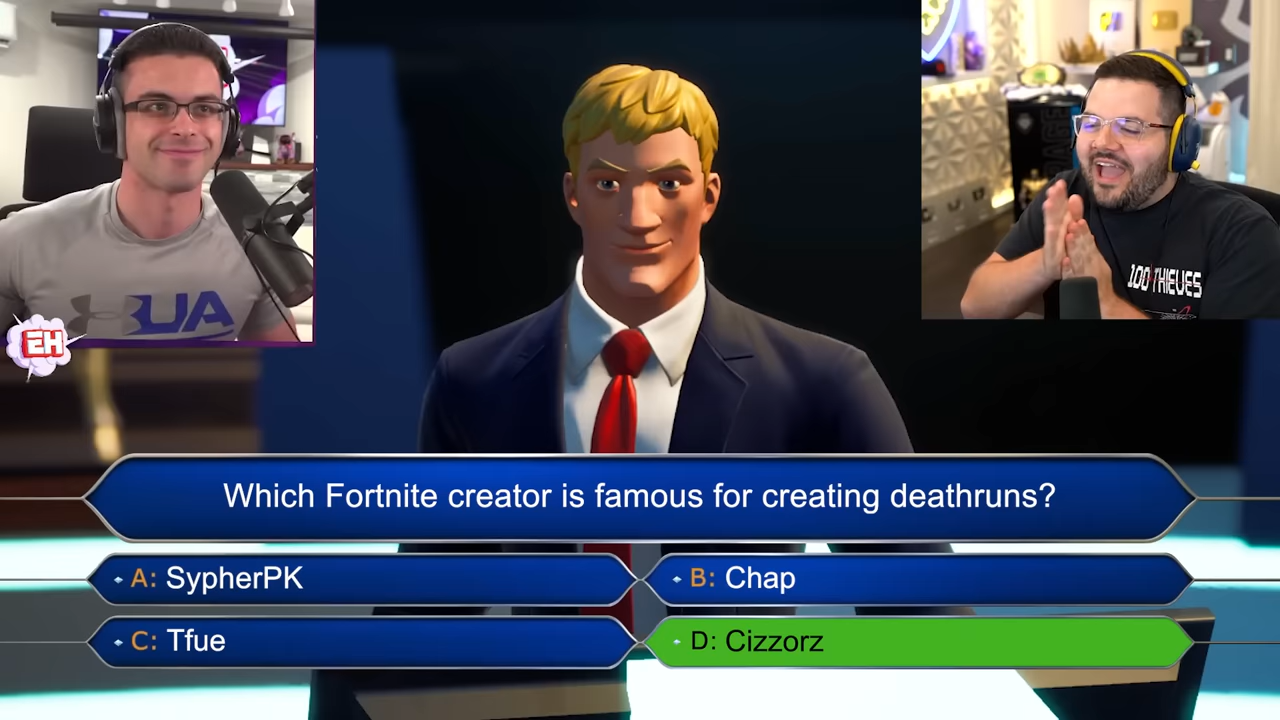 UA
EH
100 THIEVES
Which Fortnite creator is famous for creating deathruns?
A: SypherPK
B: Chap
C: Tfue
D: Cizzorz